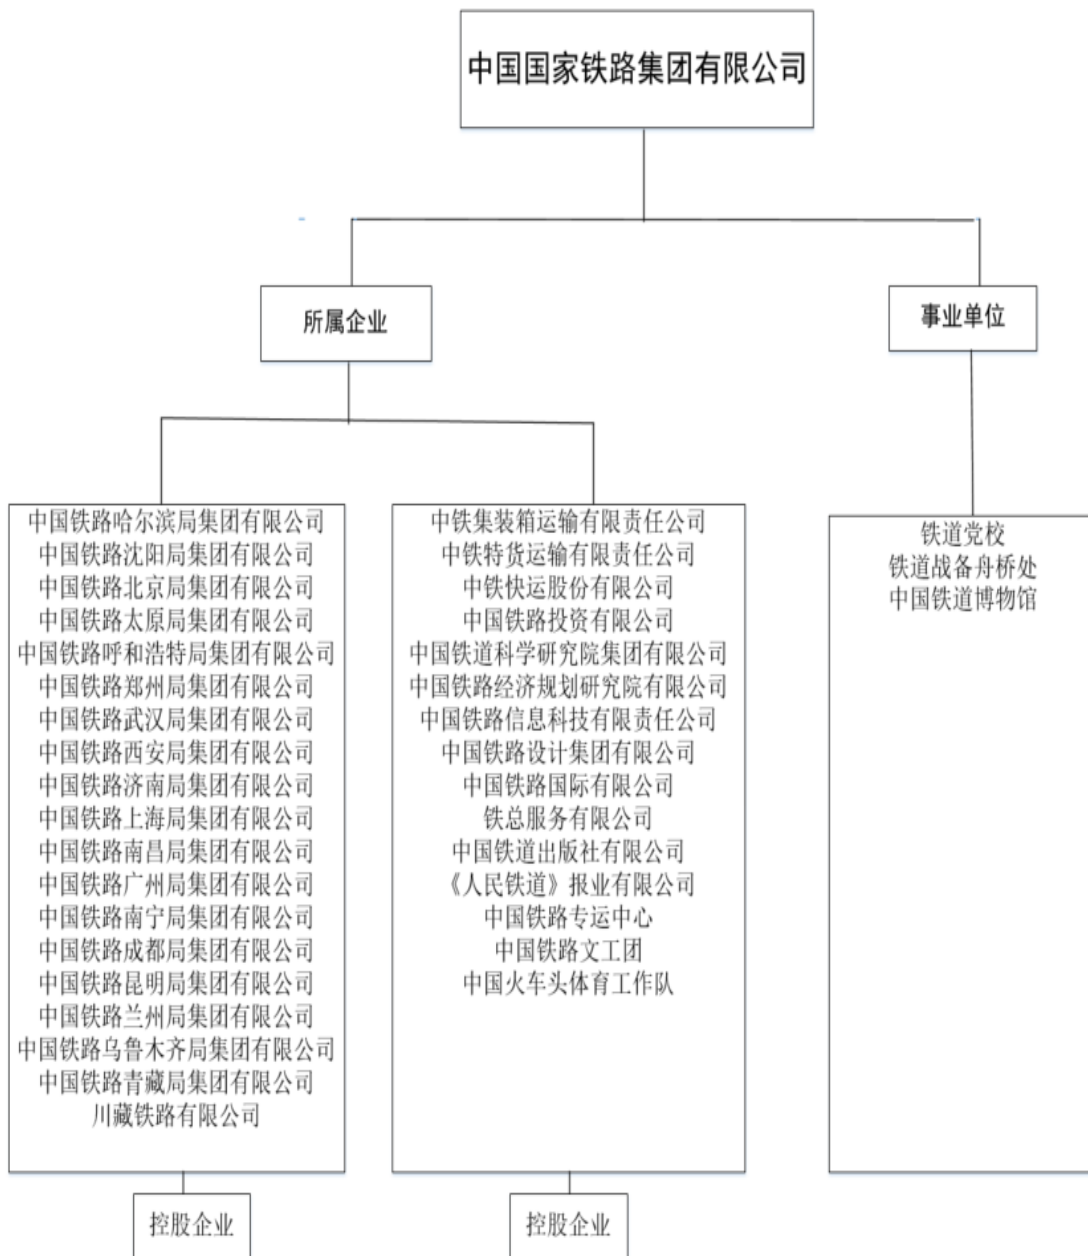 中国国家铁路集团有限公司
所属企业
事业单位
中国铁路哈尔滨局集团有限公司
中国铁路沈阳局集团有限公司
中国铁路北京局集团有限公司
中国铁路太原局集团有限公司
中国铁路呼和浩特局集团有限公司
中国铁路郑州局集团有限公司
中国铁路武汉局集团有限公司
中国铁路西安局集团有限公司
中国铁路济南局集团有限公司
中国铁路上海局集团有限公司
中国铁路南昌局集团有限公司
中国铁路广州局集团有限公司
中国铁路南宁局集团有限公司
中国铁路成都局集团有限公司
中国铁路昆明局集团有限公司
中国铁路兰州局集团有限公司
中国铁路乌鲁木齐局集团有限公司
中国铁路青藏局集团有限公司
川藏铁路有限公司
中铁集装箱运输有限责任公司
中铁特货运输有限责任公司
中铁快运股份有限公司
中国铁路投资有限公司
中国铁道科学研究院集团有限公司
中国铁路经济规划研究院有限公司
中国铁路信息科技有限责任公司
中国铁路设计集团有限公司
中国铁路国际有限公司
铁总服务有限公司
中国铁道出版社有限公司
《人民铁道》报业有限公司
中国铁路专运中心
中国铁路文工团
中国火车头体育工作队
铁道党校
铁道战备舟桥处
中国铁道博物馆
控股企业
控股企业